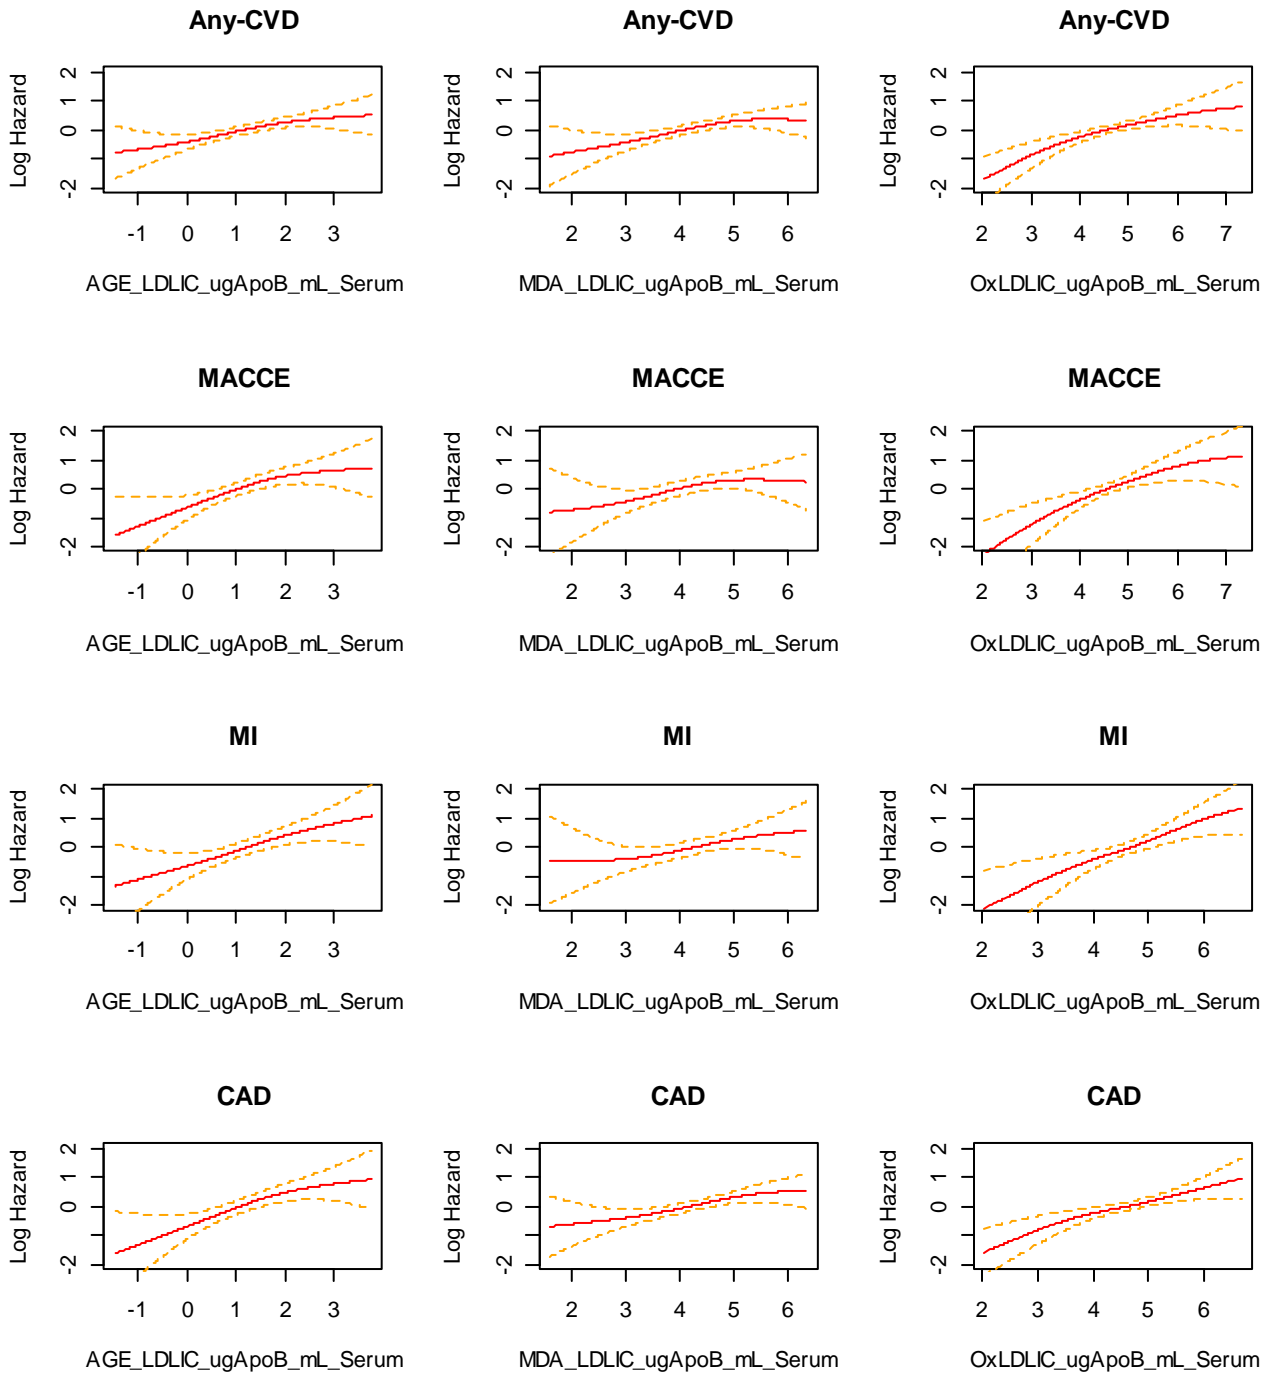 Any-CVD Any-CVD Any-CVD
Log Hazard Log Hazard Log Hazard
2 2 2
1 1 1
0 0 0
-2 -2 -2
-1 0 1 2 3 2 3 4 5 6 2 3 4 5 6 7
AGE_LDLIC_ugApoB_mL_Serum MDA_LDLIC_ugApoB_mL_Serum OxLDLIC_ugApoB_mL_Serum
MACCE MACCE MACCE
Log Hazard Log Hazard Log Hazard
2 2 2
1 1 1
0 0 0
-2 -2 -2
-1 0 1 2 3 2 3 4 5 6 2 3 4 5 6 7
AGE_LDLIC_ugApoB_mL_Serum MDA_LDLIC_ugApoB_mL_Serum OxLDLIC_ugApoB_mL_Serum
MI MI MI
Log Hazard Log Hazard Log Hazard
2 2 2
1 1 1
0 0 0
-2 -2 -2
-1 0 1 2 3 2 3 4 5 6 2 3 4 5 6
AGE_LDLIC_ugApoB_mL_Serum MDA_LDLIC_ugApoB_mL_Serum OxLDLIC_ugApoB_mL_Serum
CAD CAD CAD
Log Hazard Log Hazard Log Hazard
2 2 2
1 1 1
0 0 0
-2 -2 -2
-1 0 1 2 3 2 3 4 5 6 2 3 4 5 6
AGE_LDLIC_ugApoB_mL_Serum MDA_LDLIC_ugApoB_mL_Serum OxLDLIC_ugApoB_mL_Serum